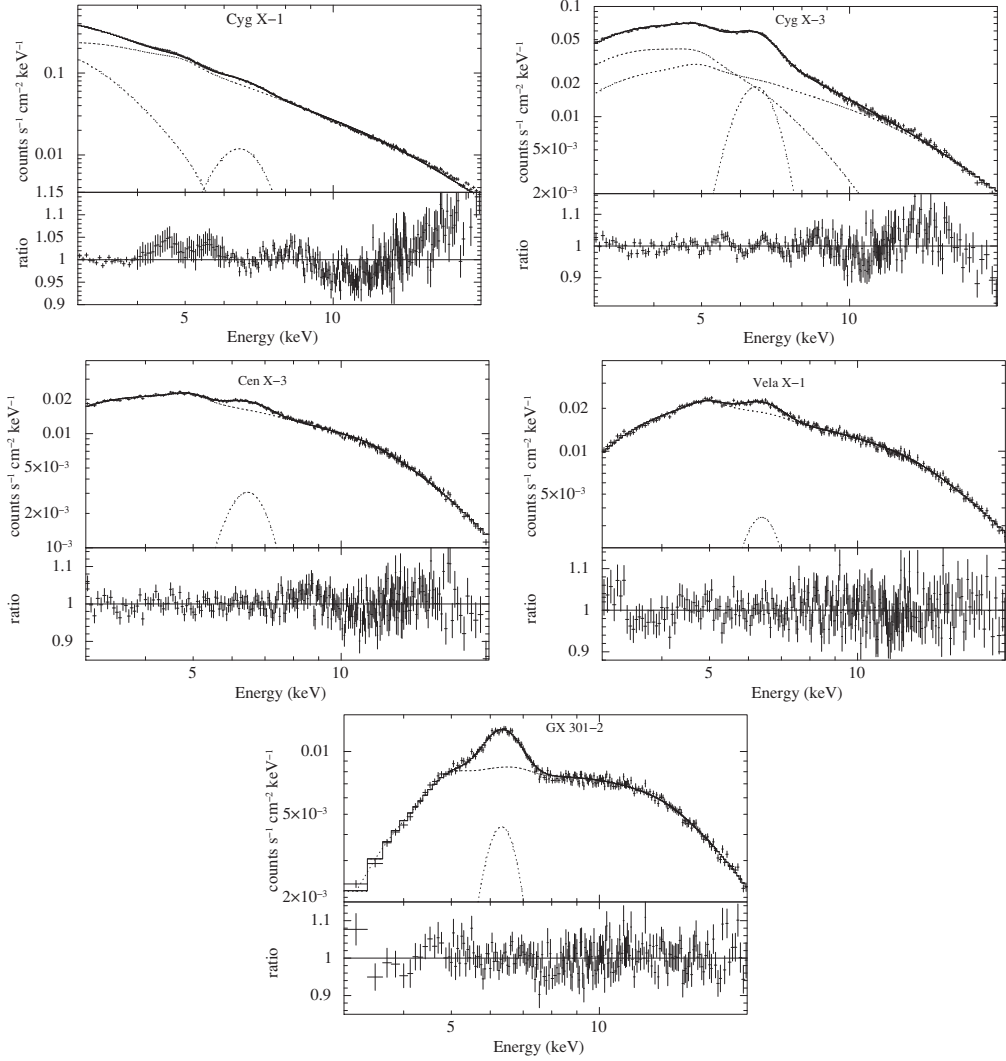 Cyg X−1
counts s⁻¹ cm⁻² keV⁻¹
0.1
0.01
1.15
1.1
1.05
1
0.95
0.9
ratio
5
10
Energy (keV)
Cyg X−3
counts s⁻¹ cm⁻² keV⁻¹
0.1
0.05
0.02
0.01
5×10⁻³
2×10⁻³
1.1
1
0.9
ratio
5
10
Energy (keV)
Cen X−3
counts s⁻¹ cm⁻² keV⁻¹
0.02
0.01
5×10⁻³
2×10⁻³
10⁻³
1.1
1
0.9
ratio
5
10
Energy (keV)
Vela X−1
counts s⁻¹ cm⁻² keV⁻¹
0.02
0.01
5×10⁻³
1.1
1
0.9
ratio
5
10
Energy (keV)
GX 301−2
counts s⁻¹ cm⁻² keV⁻¹
0.01
5×10⁻³
2×10⁻³
1.1
1
0.9
ratio
5
10
Energy (keV)